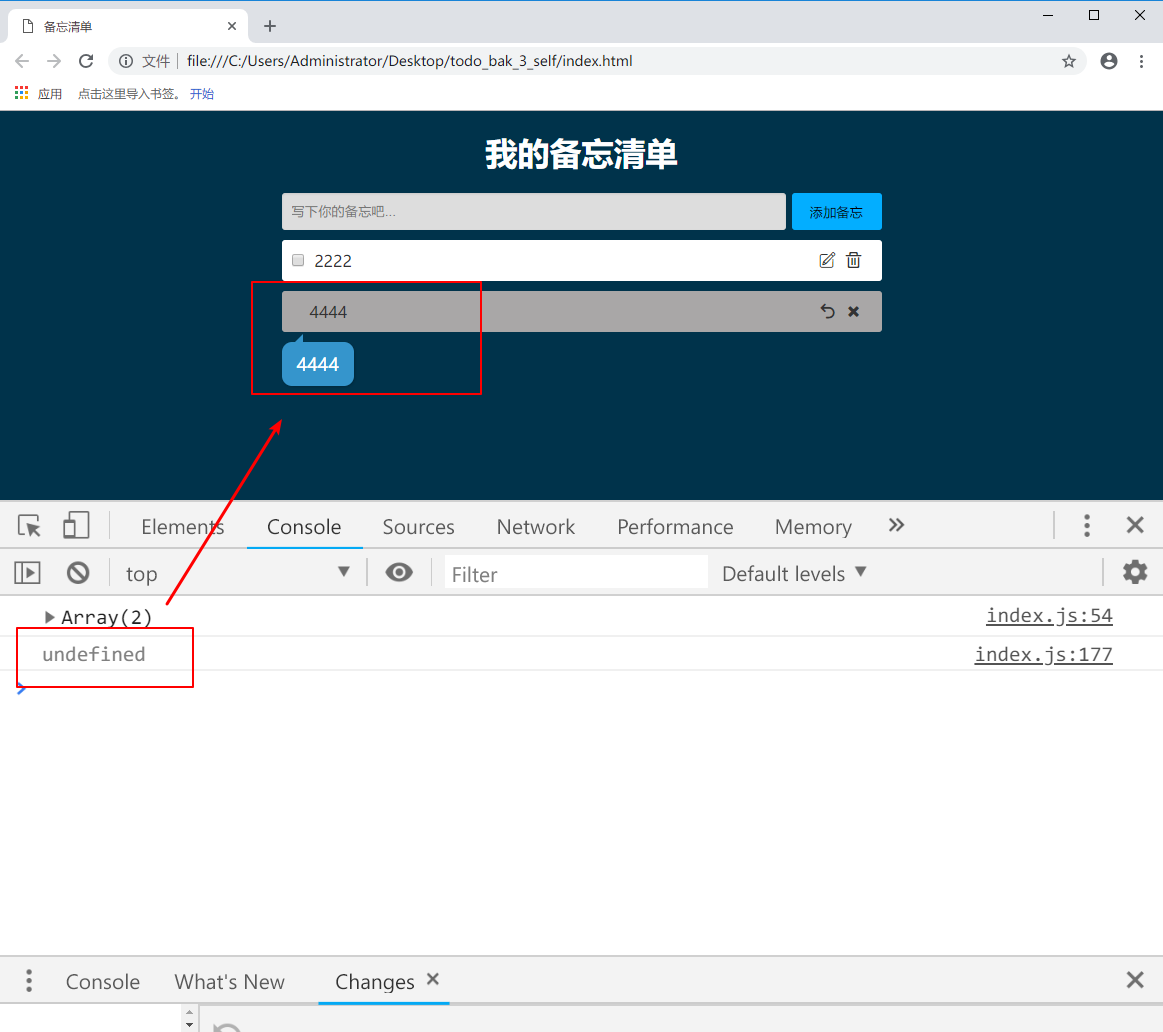 备忘清单
文件 file:///C:/Users/Administrator/Desktop/todo_bak_3_self/index.html
应用 点击这里导入书签。 开始
我的备忘清单
写下你的备忘吧... 添加备忘
2222
4444
4444
Elements Console Sources Network Performance Memory
top Filter Default levels
Array(2) index.js:54
undefined index.js:177
Console What's New Changes